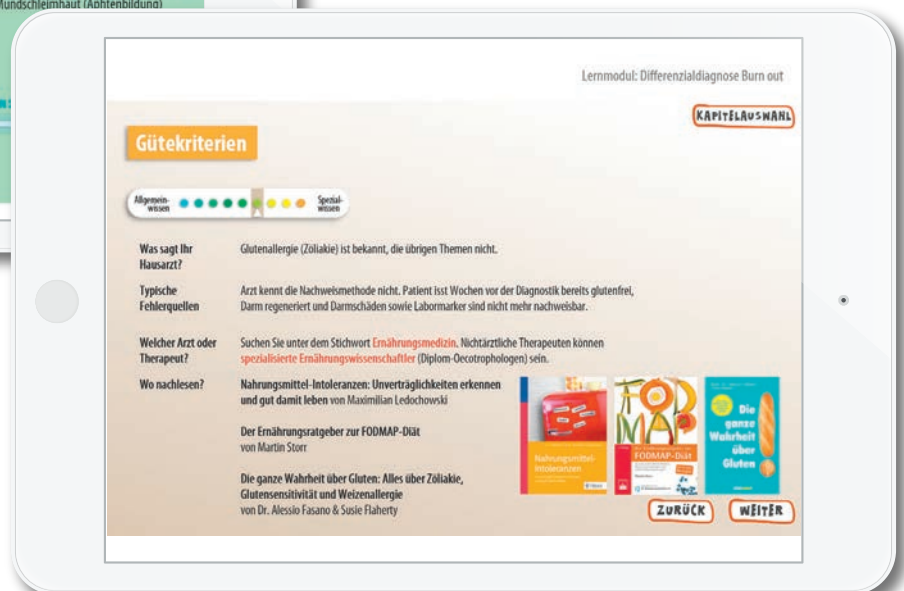 Mundschleimhaut (Aphtenbildung)
Lernmodul: Differenzialdiagnose Burn out
KAPITELAUSWAHL
Gütekriterien
Allgemein-
wissen
Spezial-
wissen
Was sagt Ihr
Hausarzt?
Glutenallergie (Zöliakie) ist bekannt, die übrigen Themen nicht.
Typische
Fehlerquellen
Arzt kennt die Nachweismethode nicht. Patient isst Wochen vor der Diagnostik bereits glutenfrei,
Darm regeneriert und Darmschäden sowie Labormarker sind nicht mehr nachweisbar.
Welcher Arzt oder
Therapeut?
Suchen Sie unter dem Stichwort Ernährungsmedizin. Nichtärztliche Therapeuten können
spezialisierte Ernährungswissenschaftler (Diplom-Oecotrophologen) sein.
Wo nachlesen?
Nahrungsmittel-Intoleranzen: Unverträglichkeiten erkennen
und gut damit leben von Maximilian Ledochowski
Der Ernährungsratgeber zur FODMAP-Diät
von Martin Storr
Die ganze Wahrheit über Gluten: Alles über Zöliakie,
Glutensensitivität und Weizenallergie
von Dr. Alessio Fasano & Susie Flaherty
Nahrungsmittel-
Intoleranzen
FODMAP
FODMAP-Diät
Die
ganze
Wahrheit
über
Gluten
ZURÜCK
WEITER